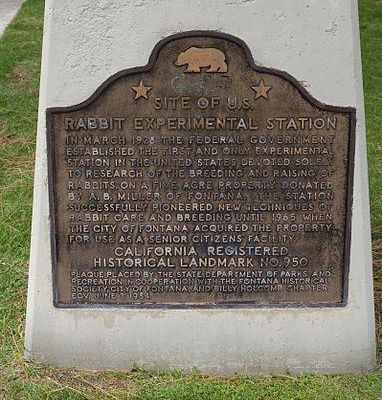 SITE OF U.S.
RABBIT EXPERIMENTAL STATION
IN MARCH 1928 THE FEDERAL GOVERNMENT
ESTABLISHED THE FIRST AND ONLY EXPERIMENTAL
STATION IN THE UNITED STATES DEVOTED SOLELY
TO RESEARCH OF THE BREEDING AND RAISING OF
RABBITS, ON A FIVE ACRE PROPERTY DONATED
BY A.B. MILLER OF FONTANA. THE STATION
SUCCESSFULLY PIONEERED NEW TECHNIQUES OF
RABBIT CARE AND BREEDING UNTIL 1965 WHEN
THE CITY OF FONTANA ACQUIRED THE PROPERTY
FOR USE AS A SENIOR CITIZENS FACILITY.
CALIFORNIA REGISTERED
HISTORICAL LANDMARK NO. 950
PLAQUE PLACED BY THE STATE DEPARTMENT OF PARKS AND
RECREATION IN COOPERATION WITH THE FONTANA HISTORICAL
SOCIETY, CITY OF FONTANA, AND BILLY HOLCOMB CHAPTER,
ECV, JUNE 3, 1984.